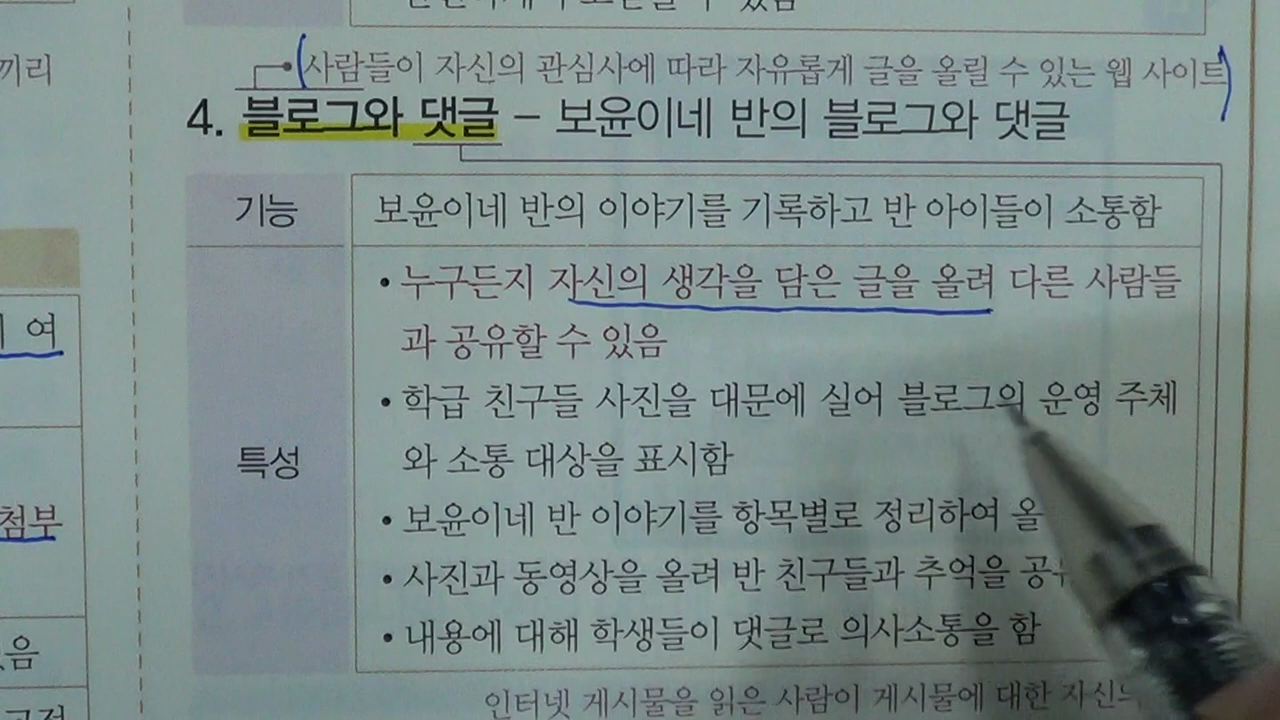 있음
사람들이 자신의 관심사에 따라 자유롭게 글을 올릴 수 있는 웹 사이트
끼리
4. 블로그와 댓글 – 보윤이네 반의 블로그와 댓글
기능
보윤이네 반의 이야기를 기록하고 반 아이들이 소통함
특성
• 누구든지 자신의 생각을 담은 글을 올려 다른 사람들
과 공유할 수 있음
• 학급 친구들 사진을 대문에 실어 블로그의 운영 주체
와 소통 대상을 표시함
• 보윤이네 반 이야기를 항목별로 정리하여 올
• 사진과 동영상을 올려 반 친구들과 추억을 공
• 내용에 대해 학생들이 댓글로 의사소통을 함
인터넷 게시물을 읽은 사람이 게시물에 대한 자신
여
첨부
음